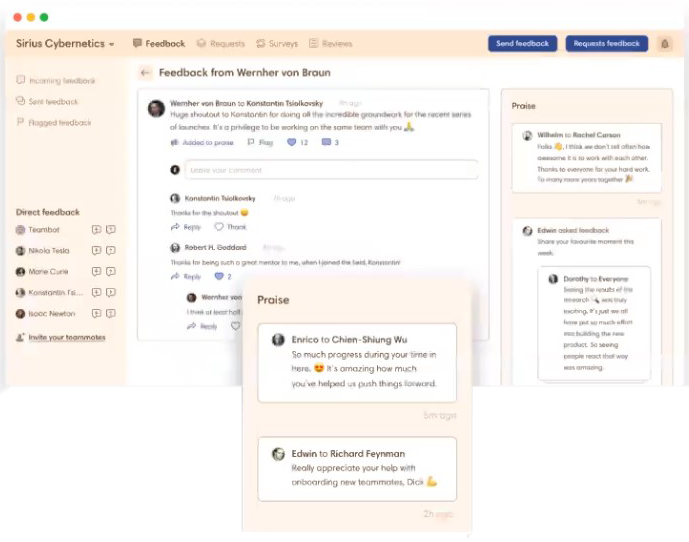 Sirius Cybernetics
Feedback
Requests
Surveys
Reviews
Send feedback
Requests feedback
Incoming feedback
Sent feedback
Flagged feedback
Direct feedback
Teambot
Nikola Tesla
Marie Curie
Konstantin Tsi...
Isaac Newton
Invite your teammates
Feedback from Wernher von Braun
Wernher von Braun to Konstantin Tsiolkovsky
1h ago
Huge shoutout to Konstantin for doing all the incredible groundwork for the recent series
of launches. It's a privilege to be working on the same team with you 🙏
Added to praise
Flag
12
3
Leave your comment
Konstantin Tsiolkovsky
1h ago
Thanks for the shoutout 😄
Reply
Thank
Robert H. Goddard
Thanks for being such a great mentor to me, when I joined the field, Konstantin!
Reply
2
Wernher von
I think at least half
Reply
Praise
Wilhelm to Rachel Carson
Folks 👋, I think we don't tell often how
awesome it is to work with each other.
Thanks to everyone for your hard work.
To many more years together 🎉
5m ago
Edwin asked feedback
Share your favourite moment this
week.
Dorothy to Everyone
Seeing the results of the
research 🔭 was truly
exciting. It's just we all
have put so much effort
into building the new
product. So seeing
people react that way
was amazing.
Praise
Enrico to Chien-Shiung Wu
So much progress during your time in
here. 😍 It's amazing how much
you've helped us push things forward.
5m ago
Edwin to Richard Feynman
Really appreciate your help with
onboarding new teammates, Dick 💪
2h ago